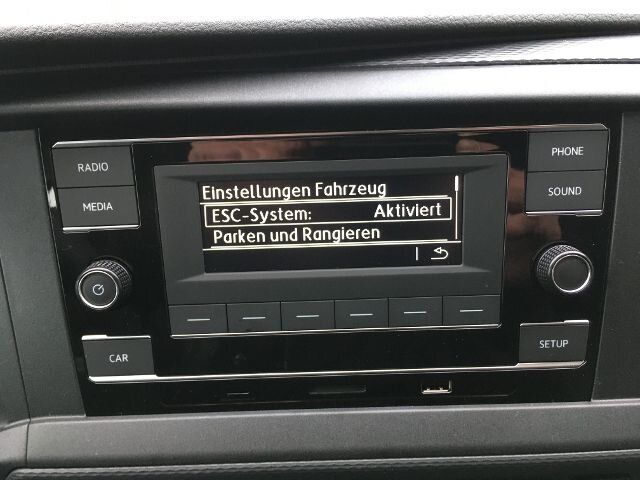 RADIO
MEDIA
CAR
Einstellungen Fahrzeug
ESC-System: Aktiviert
Parken und Rangieren
PHONE
SOUND
SETUP